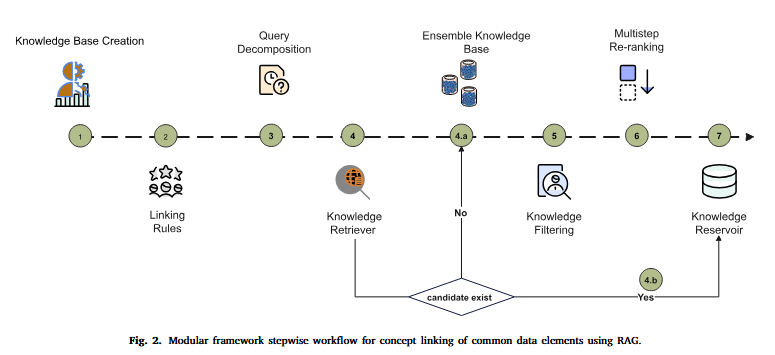 Knowledge Base Creation
Query
Decomposition
Ensemble Knowledge
Base
Multistep
Re-ranking
1
2
3
4
4.a
5
6
7
Linking
Rules
Knowledge
Retriever
No
Knowledge
Filtering
Knowledge
Reservoir
candidate exist
4.b
Yes
Fig. 2. Modular framework stepwise workflow for concept linking of common data elements using RAG.